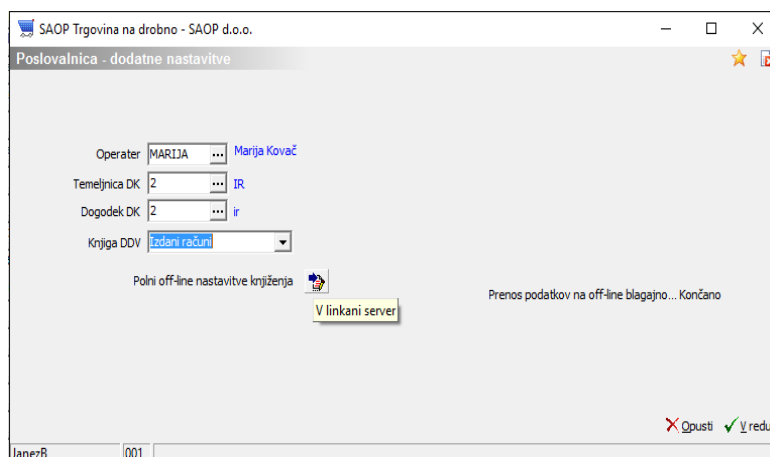 SAOP Trgovina na drobno - SAOP d.o.o.
Poslovalnica - dodatne nastavitve
Operater MARIJA ... Marija Kovač
Temeljnica DK 2 ... IR
Dogodek DK 2 ... ir
Knjiga DDV Izdani računi
Polni off-line nastavitve knjiženja
V linkani server
Prenos podatkov na off-line blagajno... Končano
Opusti V redu
JanezB 001